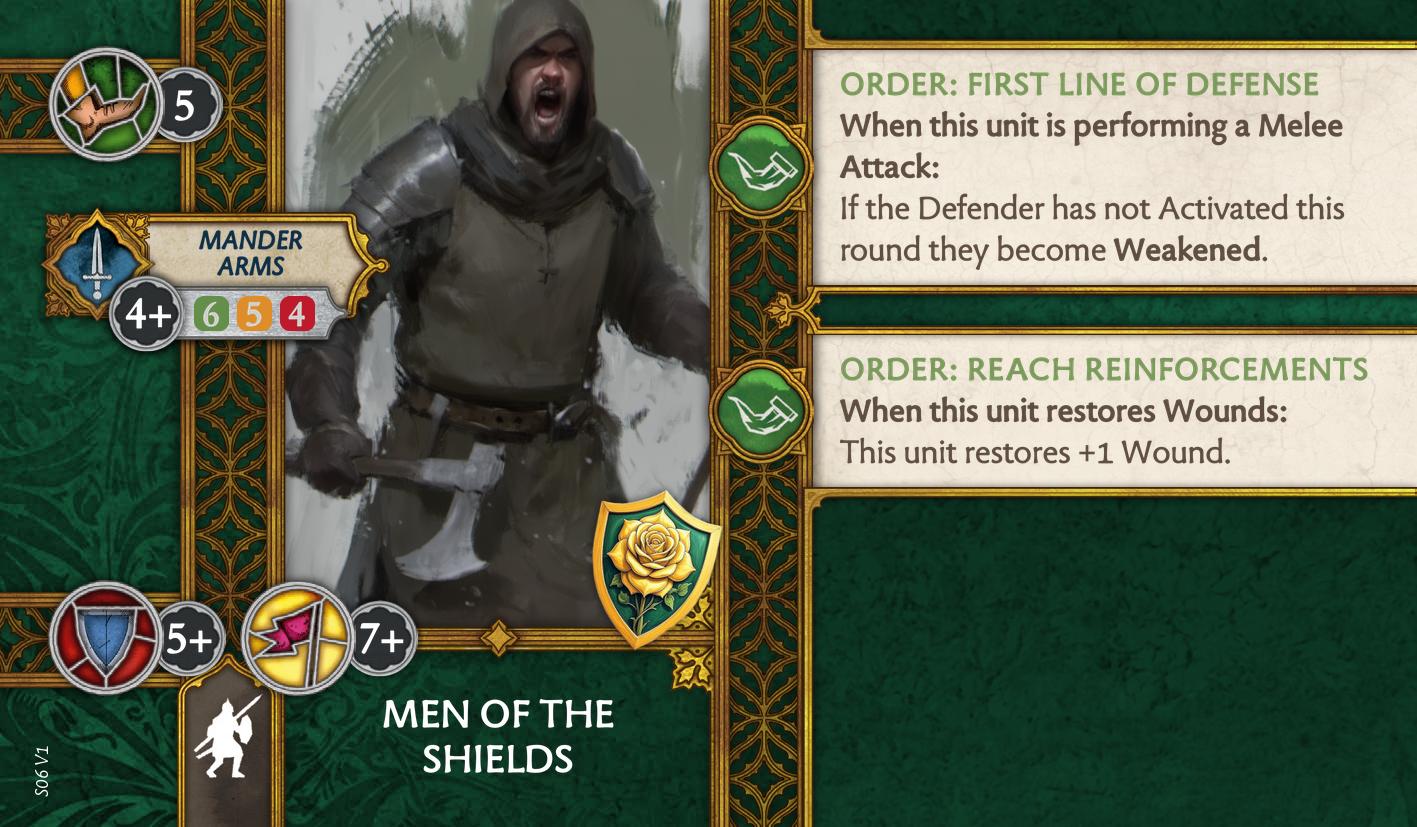 5
MANDER
ARMS
4+ 6 5 4
5+ 7+
MEN OF THE
SHIELDS
S06 V1
ORDER: FIRST LINE OF DEFENSE
When this unit is performing a Melee
Attack:
If the Defender has not Activated this
round they become Weakened.
ORDER: REACH REINFORCEMENTS
When this unit restores Wounds:
This unit restores +1 Wound.